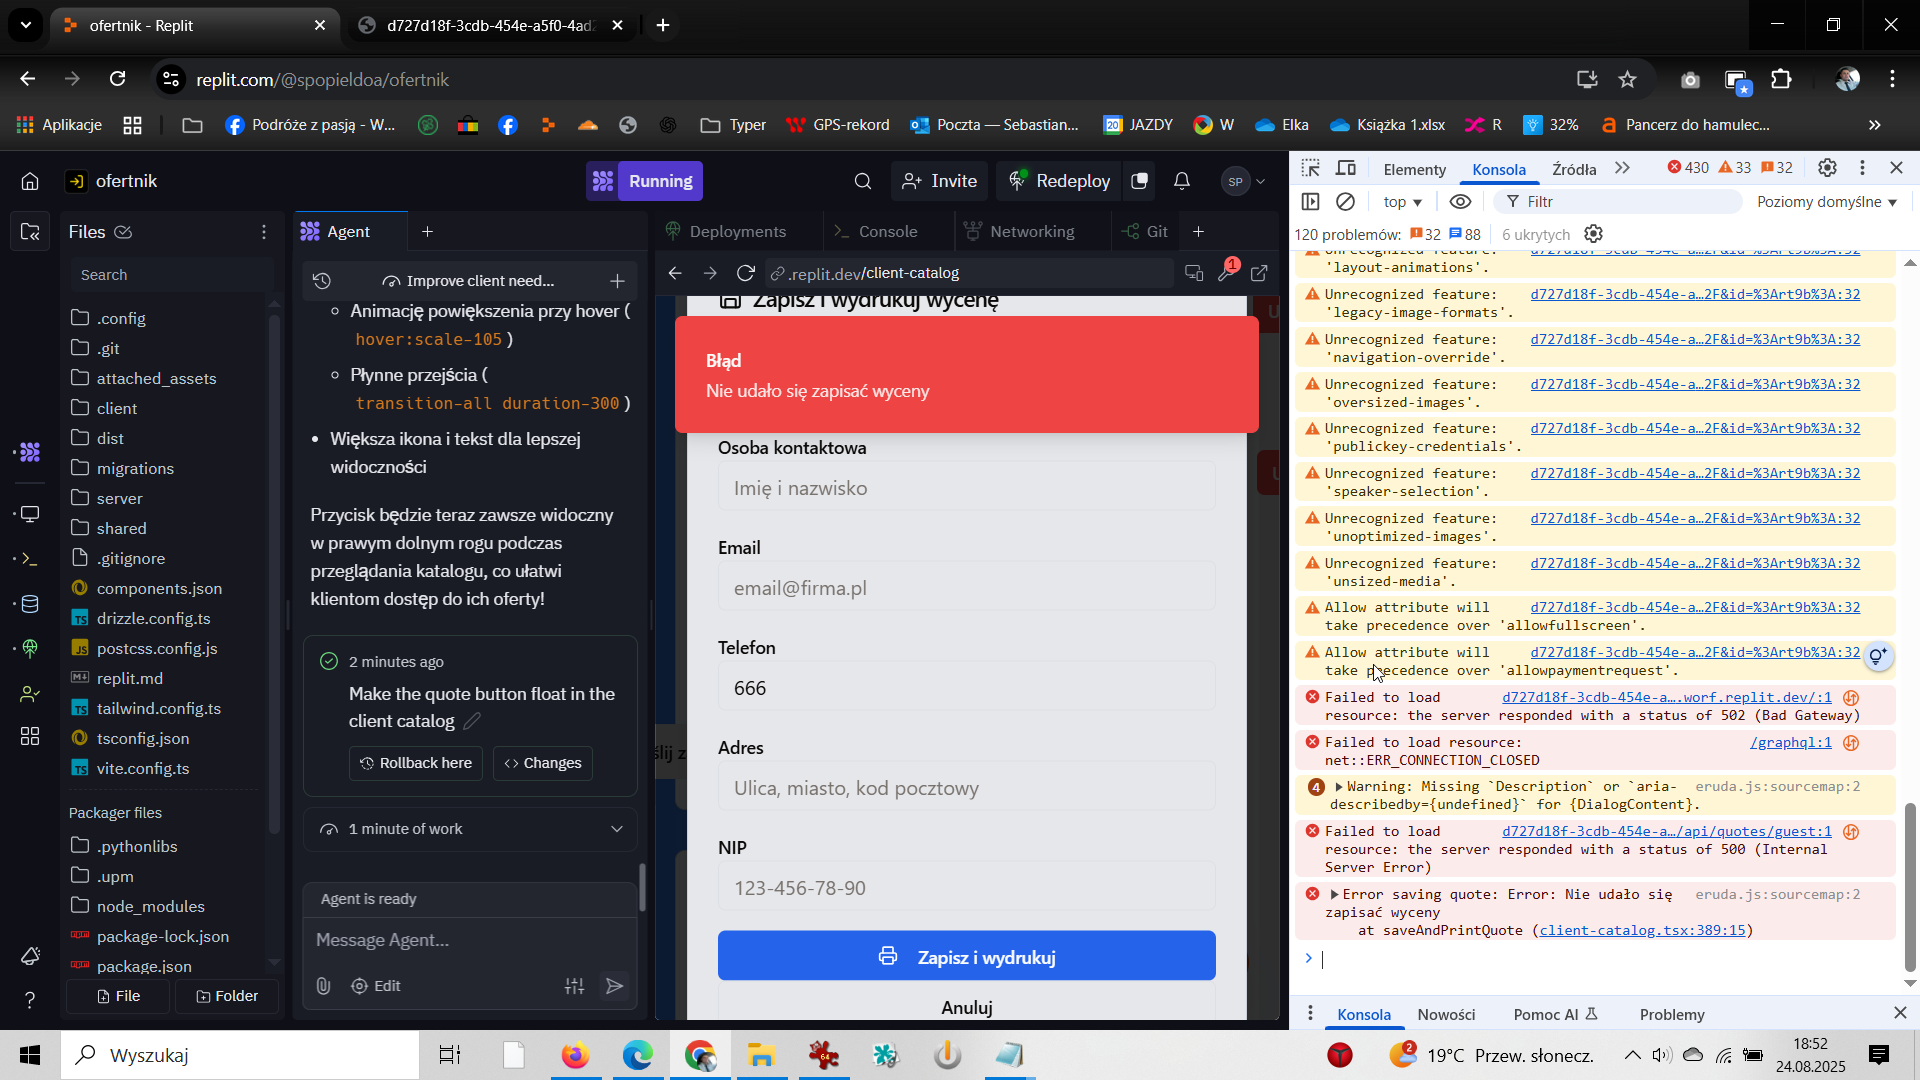 ofertnik - Replit
d727d18f-3cdb-454e-a5f0-4ad
replit.com/@spopieldoa/ofertnik
Aplikacje
Podróże z pasją - W...
Typer
GPS-rekord
Poczta — Sebastian...
20 JAZDY
W
Elka
Książka 1.xlsx
R
32%
Pancerz do hamulec...
»
ofertnik
Running
Invite
Redeploy
SP
Files
Search
.config
.git
attached_assets
client
dist
migrations
server
shared
.gitignore
components.json
drizzle.config.ts
postcss.config.js
replit.md
tailwind.config.ts
tsconfig.json
vite.config.ts
Packager files
.pythonlibs
.upm
node_modules
package-lock.json
package.json
File
Folder
Agent
Improve client need...
Animację powiększenia przy hover (
hover:scale-105 )
Płynne przejścia (
transition-all duration-300 )
Większa ikona i tekst dla lepszej
widoczności
Przycisk będzie teraz zawsze widoczny
w prawym dolnym rogu podczas
przeglądania katalogu, co ułatwi
klientom dostęp do ich oferty!
2 minutes ago
Make the quote button float in the
client catalog
Rollback here
Changes
1 minute of work
Agent is ready
Message Agent...
Edit
Deployments
Console
Networking
Git
.replit.dev/client-catalog
1
Zapisz i wydrukuj wycenę
Błąd
Nie udało się zapisać wyceny
Osoba kontaktowa
Imię i nazwisko
Email
email@firma.pl
Telefon
666
Adres
Ulica, miasto, kod pocztowy
NIP
123-456-78-90
Zapisz i wydrukuj
Anuluj
Elementy
Konsola
Źródła
430
33
32
top
Filtr
Poziomy domyślne
120 problemów:
32
88
6 ukrytych
Unrecognized feature: d727d18f-3cdb-454e-a…2F&id=%3Art9b%3A:32
'layout-animations'.
Unrecognized feature: d727d18f-3cdb-454e-a…2F&id=%3Art9b%3A:32
'legacy-image-formats'.
Unrecognized feature: d727d18f-3cdb-454e-a…2F&id=%3Art9b%3A:32
'navigation-override'.
Unrecognized feature: d727d18f-3cdb-454e-a…2F&id=%3Art9b%3A:32
'oversized-images'.
Unrecognized feature: d727d18f-3cdb-454e-a…2F&id=%3Art9b%3A:32
'publickey-credentials'.
Unrecognized feature: d727d18f-3cdb-454e-a…2F&id=%3Art9b%3A:32
'speaker-selection'.
Unrecognized feature: d727d18f-3cdb-454e-a…2F&id=%3Art9b%3A:32
'unoptimized-images'.
Unrecognized feature: d727d18f-3cdb-454e-a…2F&id=%3Art9b%3A:32
'unsized-media'.
Allow attribute will d727d18f-3cdb-454e-a…2F&id=%3Art9b%3A:32
take precedence over 'allowfullscreen'.
Allow attribute will d727d18f-3cdb-454e-a…2F&id=%3Art9b%3A:32
take precedence over 'allowpaymentrequest'.
Failed to load d727d18f-3cdb-454e-a….worf.replit.dev/:1
resource: the server responded with a status of 502 (Bad Gateway)
Failed to load resource: /graphql:1
net::ERR_CONNECTION_CLOSED
4 Warning: Missing `Description` or `aria- eruda.js:sourcemap:2
describedby={undefined}` for {DialogContent}.
Failed to load d727d18f-3cdb-454e-a…/api/quotes/guest:1
resource: the server responded with a status of 500 (Internal
Server Error)
Error saving quote: Error: Nie udało się eruda.js:sourcemap:2
zapisać wyceny
at saveAndPrintQuote (client-catalog.tsx:389:15)
Konsola
Nowości
Pomoc AI
Problemy
Wyszukaj
64
2
19°C Przew. słonecz.
18:52
24.08.2025